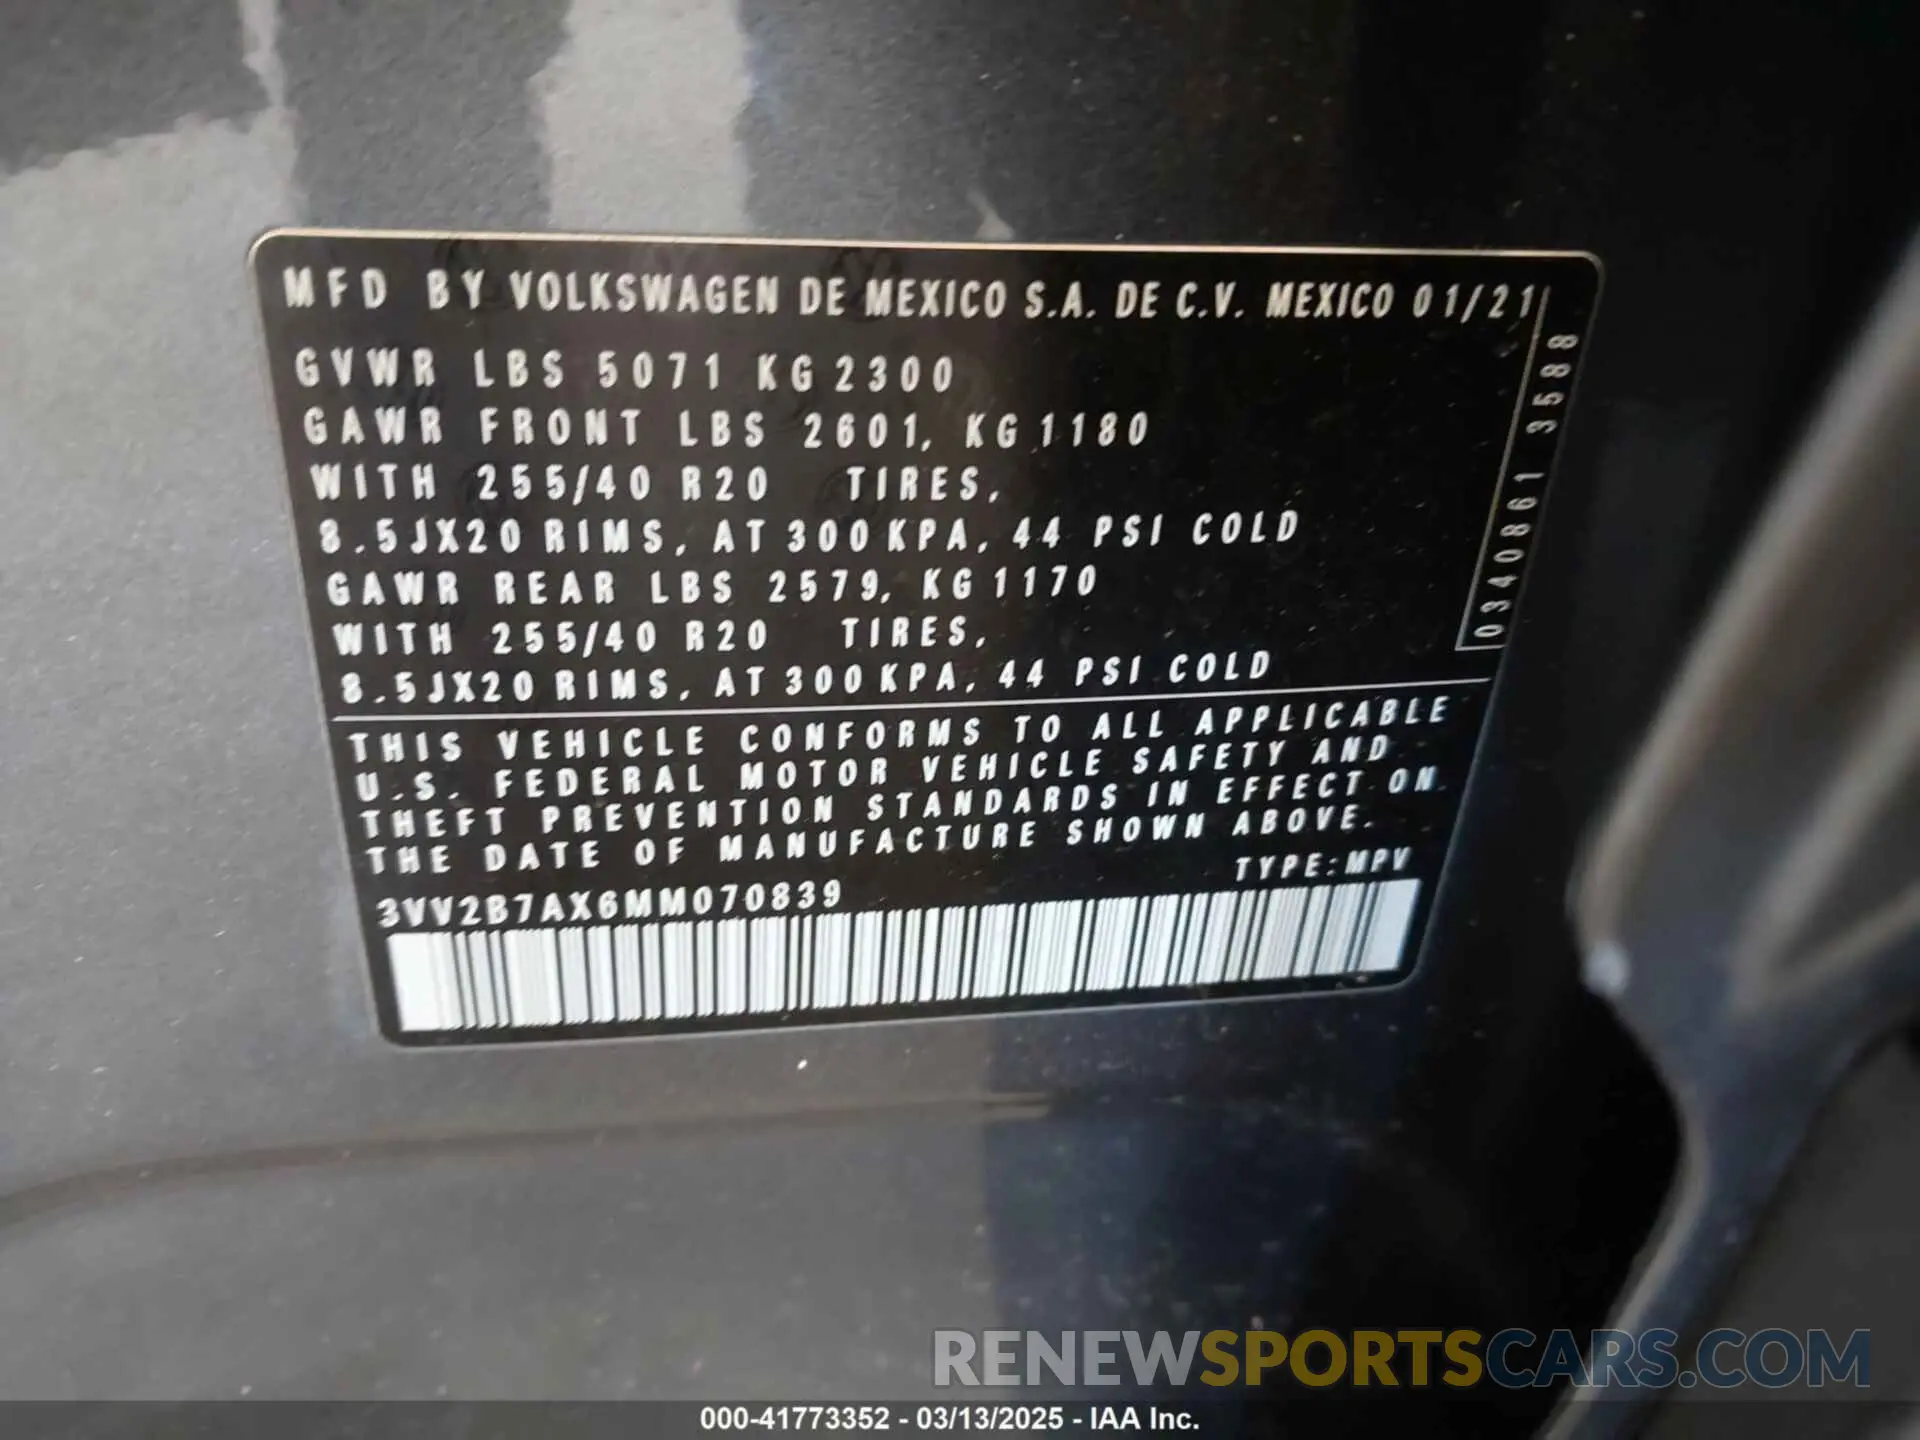 MFD BY VOLKSWAGEN DE MEXICO S.A. DE C.V. MEXICO 01/21
GVWR LBS 5071 KG 2300
GAWR FRONT LBS 2601, KG 1180
WITH 255/40 R20 TIRES,
8.5JX20 RIMS, AT 300 KPA, 44 PSI COLD
GAWR REAR LBS 2579, KG 1170
WITH 255/40 R20 TIRES,
8.5JX20 RIMS, AT 300 KPA, 44 PSI COLD
0340861 3588
THIS VEHICLE CONFORMS TO ALL APPLICABLE
U.S. FEDERAL MOTOR VEHICLE SAFETY AND
THEFT PREVENTION STANDARDS IN EFFECT ON
THE DATE OF MANUFACTURE SHOWN ABOVE.
TYPE: MPV
3VV2B7AX6MM070839
RENEWSPORTSCARS.COM
000-41773352 - 03/13/2025 - IAA Inc.